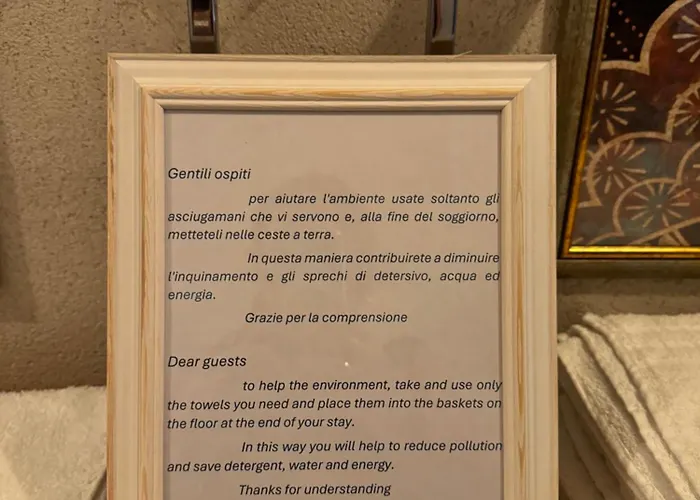 Gentili ospiti
per aiutare l'ambiente usate soltanto gli
asciugamani che vi servono e, alla fine del soggiorno,
metteteli nelle ceste a terra.
In questa maniera contribuirete a diminuire
l'inquinamento e gli sprechi di detersivo, acqua ed
energia.
Grazie per la comprensione
Dear guests
to help the environment, take and use only
the towels you need and place them into the baskets on
the floor at the end of your stay.
In this way you will help to reduce pollution
and save detergent, water and energy.
Thanks for understanding